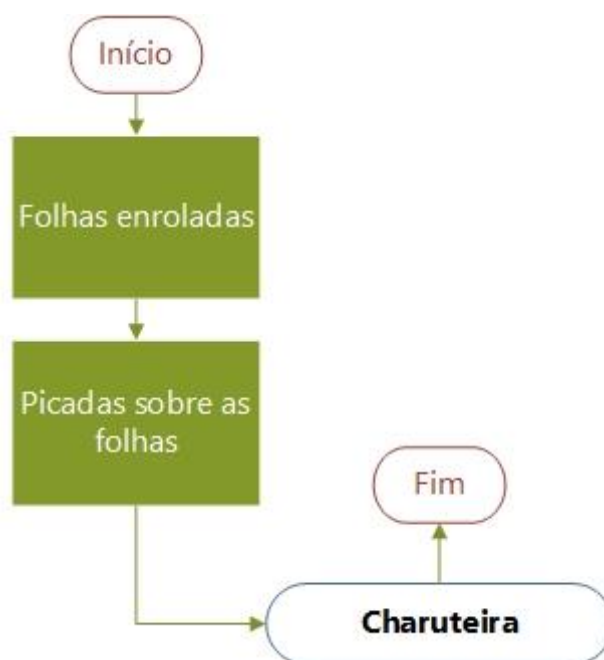 Início
Folhas enroladas
Picadas sobre as
folhas
Fim
Charuteira